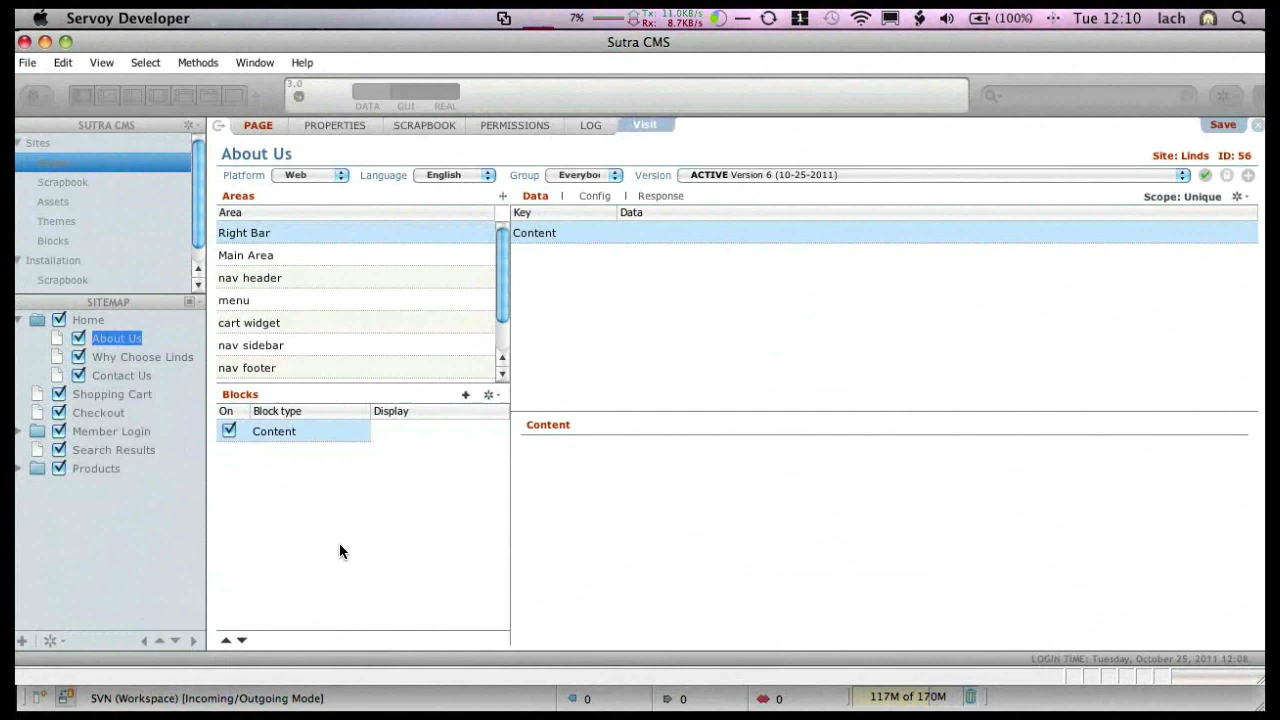 Servoy Developer 7% Tx: 11.0KB/s Rx: 8.7KB/s 1 (100%) Tue 12:10 lach
Sutra CMS
File Edit View Select Methods Window Help
3.0
DATA GUI REAL
SUTRA CMS
PAGE PROPERTIES SCRAPBOOK PERMISSIONS LOG Visit Save
Sites
Scrapbook
Assets
Themes
Blocks
Installation
Scrapbook
About Us Site: Linds ID: 56
Platform Web Language English Group Everybo Version ACTIVE Version 6 (10-25-2011)
Areas + Data Config Response Scope: Unique
Area Key Data
Right Bar Content
Main Area
nav header
menu
cart widget
nav sidebar
nav footer
SITEMAP
Home
About Us
Why Choose Linds
Contact Us
Shopping Cart
Checkout
Member Login
Search Results
Products
Blocks +
On Block type Display
Content
Content
LOGIN TIME: Tuesday, October 25, 2011 12:08
SVN (Workspace) [Incoming/Outgoing Mode] 0 0 0 117M of 170M